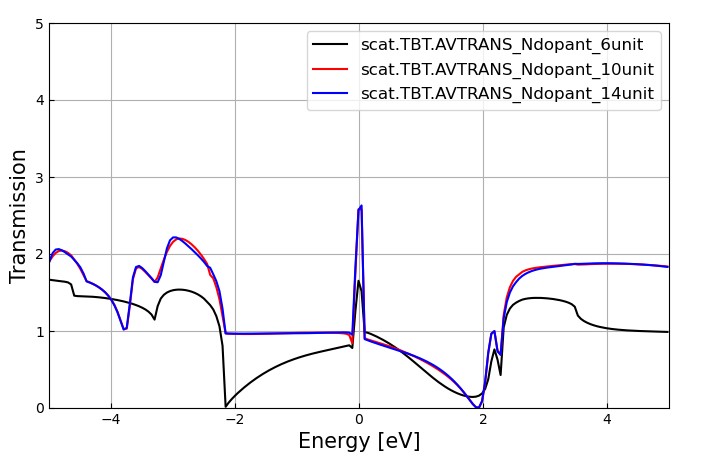 5
4
3
2
1
0
Transmission
scat.TBT.AVTRANS_Ndopant_6unit
scat.TBT.AVTRANS_Ndopant_10unit
scat.TBT.AVTRANS_Ndopant_14unit
−4 −2 0 2 4
Energy [eV]